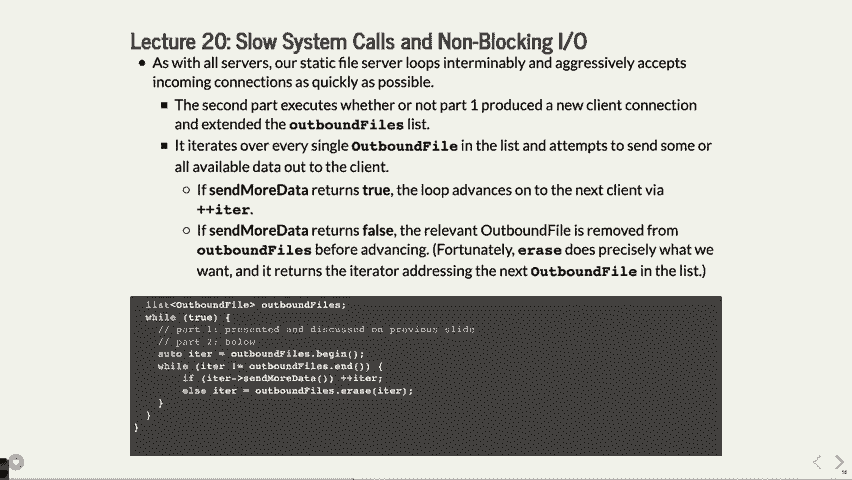 Lecture 20: Slow System Calls and Non-Blocking I/O
• As with all servers, our static file server loops interminably and aggressively accepts
incoming connections as quickly as possible.
▪ The second part executes whether or not part 1 produced a new client connection
and extended the outboundFiles list.
▪ It iterates over every single OutboundFile in the list and attempts to send some or
all available data out to the client.
○ If sendMoreData returns true, the loop advances on to the next client via
++iter.
○ If sendMoreData returns false, the relevant OutboundFile is removed from
outboundFiles before advancing. (Fortunately, erase does precisely what we
want, and it returns the iterator addressing the next OutboundFile in the list.)
list<OutboundFile> outboundFiles;
while (true) {
// part 1: presented and discussed on previous slide
// part 2: below
auto iter = outboundFiles.begin();
while (iter != outboundFiles.end()) {
if (iter->sendMoreData()) ++iter;
else iter = outboundFiles.erase(iter);
}
}
}